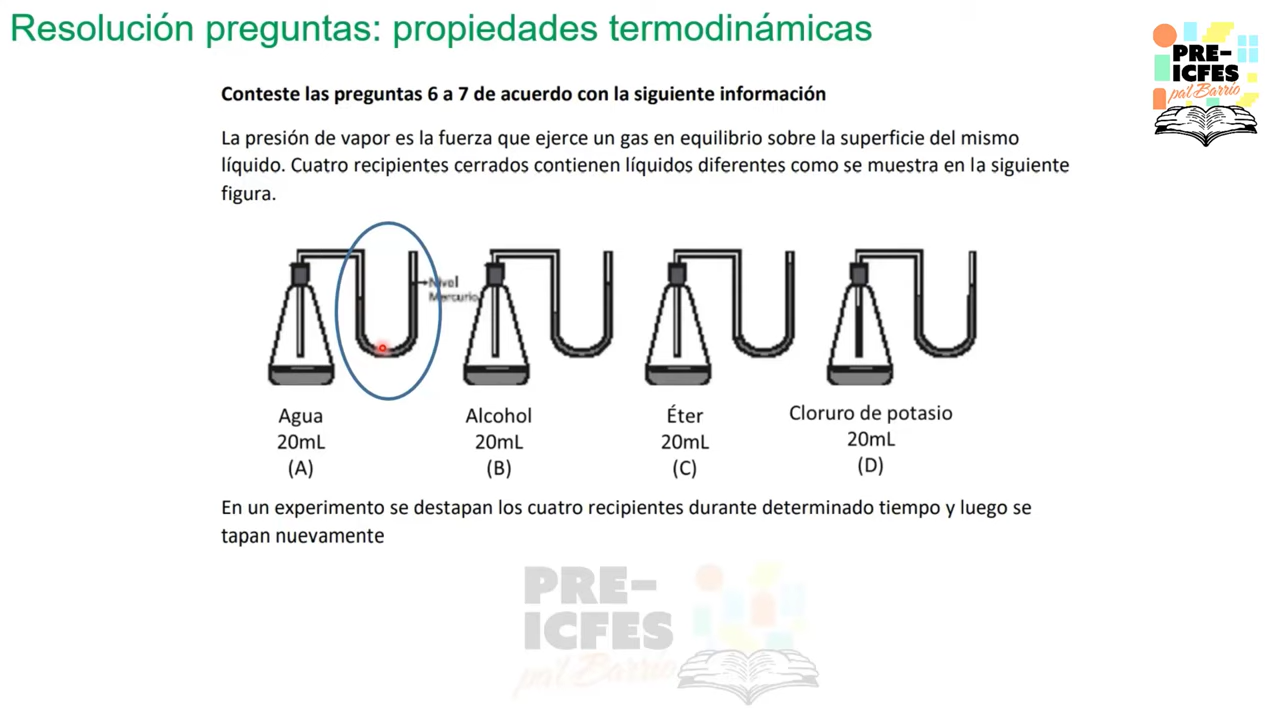 Resolución preguntas: propiedades termodinámicas
PRE-
ICFES
pa'l Barrio
Conteste las preguntas 6 a 7 de acuerdo con la siguiente información
La presión de vapor es la fuerza que ejerce un gas en equilibrio sobre la superficie del mismo
líquido. Cuatro recipientes cerrados contienen líquidos diferentes como se muestra en la siguiente
figura.
Nivel
Mercurio
Agua
20mL
(A)
Alcohol
20mL
(B)
Éter
20mL
(C)
Cloruro de potasio
20mL
(D)
En un experimento se destapan los cuatro recipientes durante determinado tiempo y luego se
tapan nuevamente
PRE-
ICFES
pa'l Barrio